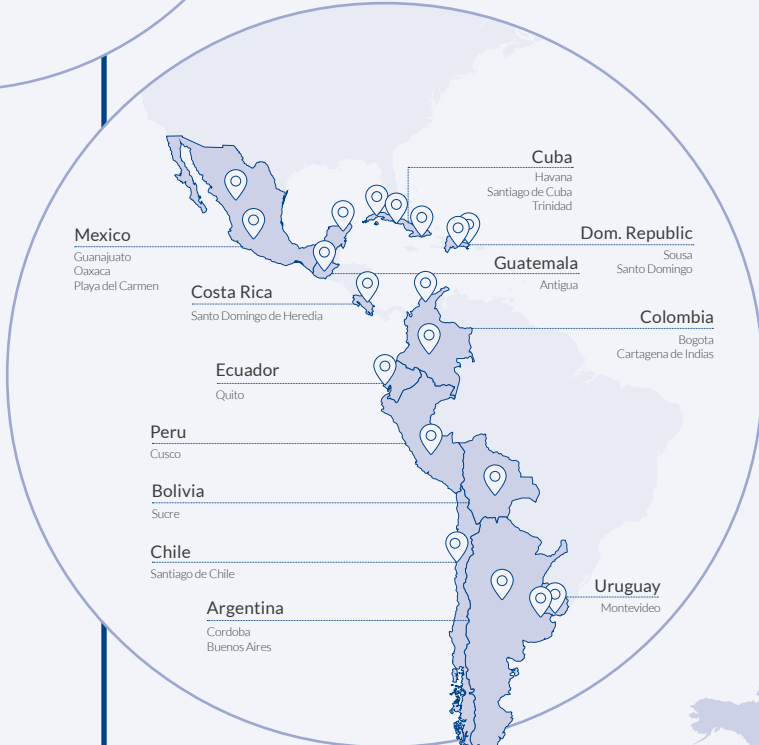 Cuba
Havana
Santiago de Cuba
Trinidad
Mexico
Guanajuato
Oaxaca
Playa del Carmen
Dom. Republic
Sousa
Santo Domingo
Guatemala
Antigua
Costa Rica
Santo Domingo de Heredia
Colombia
Bogota
Cartagena de Indias
Ecuador
Quito
Peru
Cusco
Bolivia
Sucre
Chile
Santiago de Chile
Uruguay
Montevideo
Argentina
Cordoba
Buenos Aires